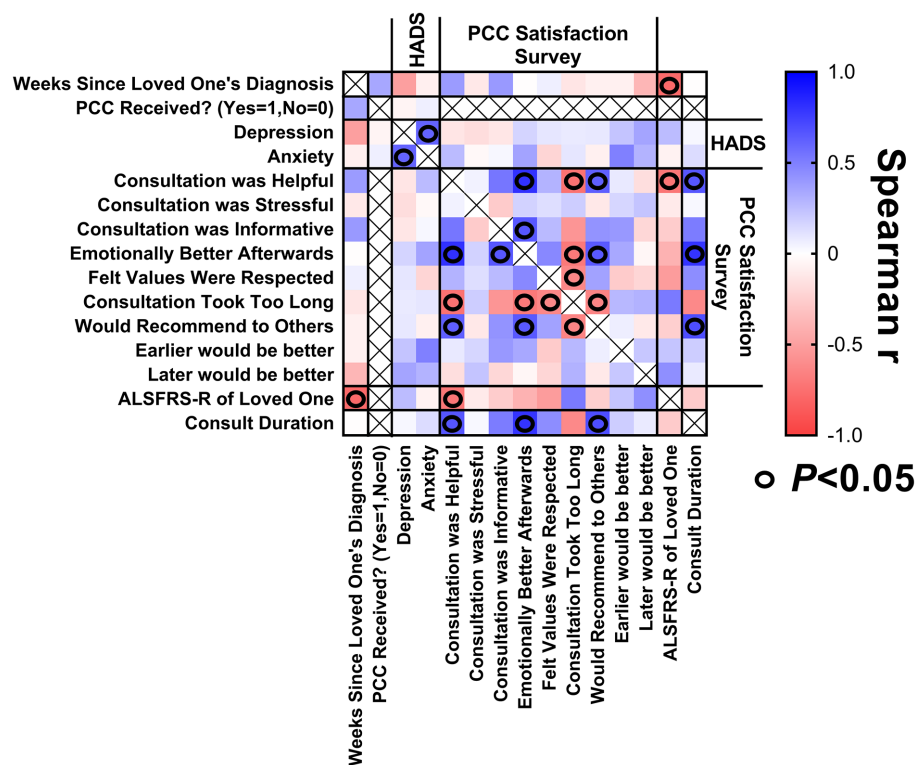 HADS
PCC Satisfaction
Survey
Weeks Since Loved One's Diagnosis
PCC Received? (Yes=1,No=0)
Depression
Anxiety
Consultation was Helpful
Consultation was Stressful
Consultation was Informative
Emotionally Better Afterwards
Felt Values Were Respected
Consultation Took Too Long
Would Recommend to Others
Earlier would be better
Later would be better
ALSFRS-R of Loved One
Consult Duration
HADS
PCC Satisfaction
Survey
1.0
0.5
0
-0.5
-1.0
Spearman r
P<0.05
Weeks Since Loved One's Diagnosis
PCC Received? (Yes=1,No=0)
Depression
Anxiety
Consultation was Helpful
Consultation was Stressful
Consultation was Informative
Emotionally Better Afterwards
Felt Values Were Respected
Consultation Took Too Long
Would Recommend to Others
Earlier would be better
Later would be better
ALSFRS-R of Loved One
Consult Duration